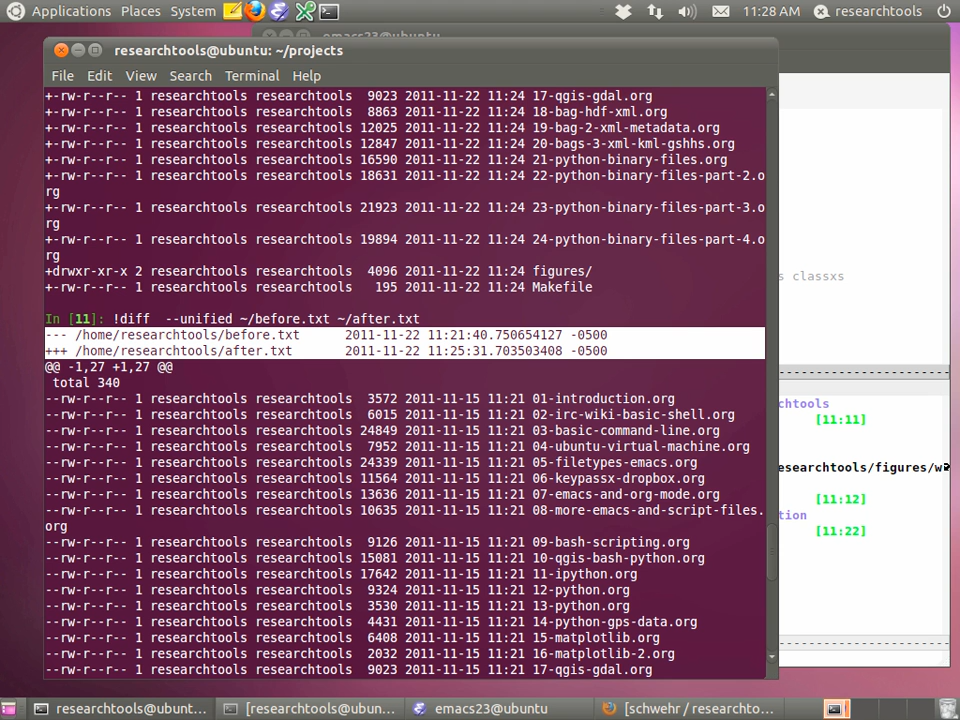 Applications Places System
11:28 AM researchtools
emacs23@ubuntu
researchtools@ubuntu: ~/projects
File Edit View Search Terminal Help
+-rw-r--r-- 1 researchtools researchtools  9023 2011-11-22 11:24 17-qgis-gdal.org
+-rw-r--r-- 1 researchtools researchtools  8863 2011-11-22 11:24 18-bag-hdf-xml.org
+-rw-r--r-- 1 researchtools researchtools 12025 2011-11-22 11:24 19-bag-2-xml-metadata.org
+-rw-r--r-- 1 researchtools researchtools 12847 2011-11-22 11:24 20-bags-3-xml-kml-gshhs.org
+-rw-r--r-- 1 researchtools researchtools 16590 2011-11-22 11:24 21-python-binary-files.org
+-rw-r--r-- 1 researchtools researchtools 18631 2011-11-22 11:24 22-python-binary-files-part-2.o
rg
+-rw-r--r-- 1 researchtools researchtools 21923 2011-11-22 11:24 23-python-binary-files-part-3.o
rg
+-rw-r--r-- 1 researchtools researchtools 19894 2011-11-22 11:24 24-python-binary-files-part-4.o
rg
+drwxr-xr-x 2 researchtools researchtools  4096 2011-11-22 11:24 figures/
+-rw-r--r-- 1 researchtools researchtools   195 2011-11-22 11:24 Makefile
In [11]: !diff  --unified ~/before.txt ~/after.txt
--- /home/researchtools/before.txt      2011-11-22 11:21:40.750654127 -0500
+++ /home/researchtools/after.txt       2011-11-22 11:25:31.703503408 -0500
@@ -1,27 +1,27 @@
 total 340
--rw-r--r-- 1 researchtools researchtools  3572 2011-11-15 11:21 01-introduction.org
--rw-r--r-- 1 researchtools researchtools  6015 2011-11-15 11:21 02-irc-wiki-basic-shell.org
--rw-r--r-- 1 researchtools researchtools 24849 2011-11-15 11:21 03-basic-command-line.org
--rw-r--r-- 1 researchtools researchtools  7952 2011-11-15 11:21 04-ubuntu-virtual-machine.org
--rw-r--r-- 1 researchtools researchtools 24339 2011-11-15 11:21 05-filetypes-emacs.org
--rw-r--r-- 1 researchtools researchtools 11564 2011-11-15 11:21 06-keypassx-dropbox.org
--rw-r--r-- 1 researchtools researchtools 13636 2011-11-15 11:21 07-emacs-and-org-mode.org
--rw-r--r-- 1 researchtools researchtools 10635 2011-11-15 11:21 08-more-emacs-and-script-files.
org
--rw-r--r-- 1 researchtools researchtools  9126 2011-11-15 11:21 09-bash-scripting.org
--rw-r--r-- 1 researchtools researchtools 15081 2011-11-15 11:21 10-qgis-bash-python.org
--rw-r--r-- 1 researchtools researchtools 17642 2011-11-15 11:21 11-ipython.org
--rw-r--r-- 1 researchtools researchtools  9324 2011-11-15 11:21 12-python.org
--rw-r--r-- 1 researchtools researchtools  3530 2011-11-15 11:21 13-python.org
--rw-r--r-- 1 researchtools researchtools  4431 2011-11-15 11:21 14-python-gps-data.org
--rw-r--r-- 1 researchtools researchtools  6408 2011-11-15 11:21 15-matplotlib.org
--rw-r--r-- 1 researchtools researchtools  2032 2011-11-15 11:21 16-matplotlib-2.org
--rw-r--r-- 1 researchtools researchtools  9023 2011-11-15 11:21 17-qgis-gdal.org
s classxs
chtools
[11:11]
esearchtools/figures/w
[11:12]
tion
[11:22]
researchtools@ubunt... [researchtools@ubun... emacs23@ubuntu [schwehr / researchto...